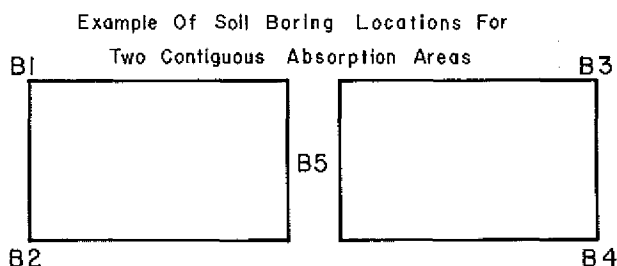 Example Of Soil Boring Locations For
Two Contiguous Absorption Areas
B1
B3
B5
B2
B4